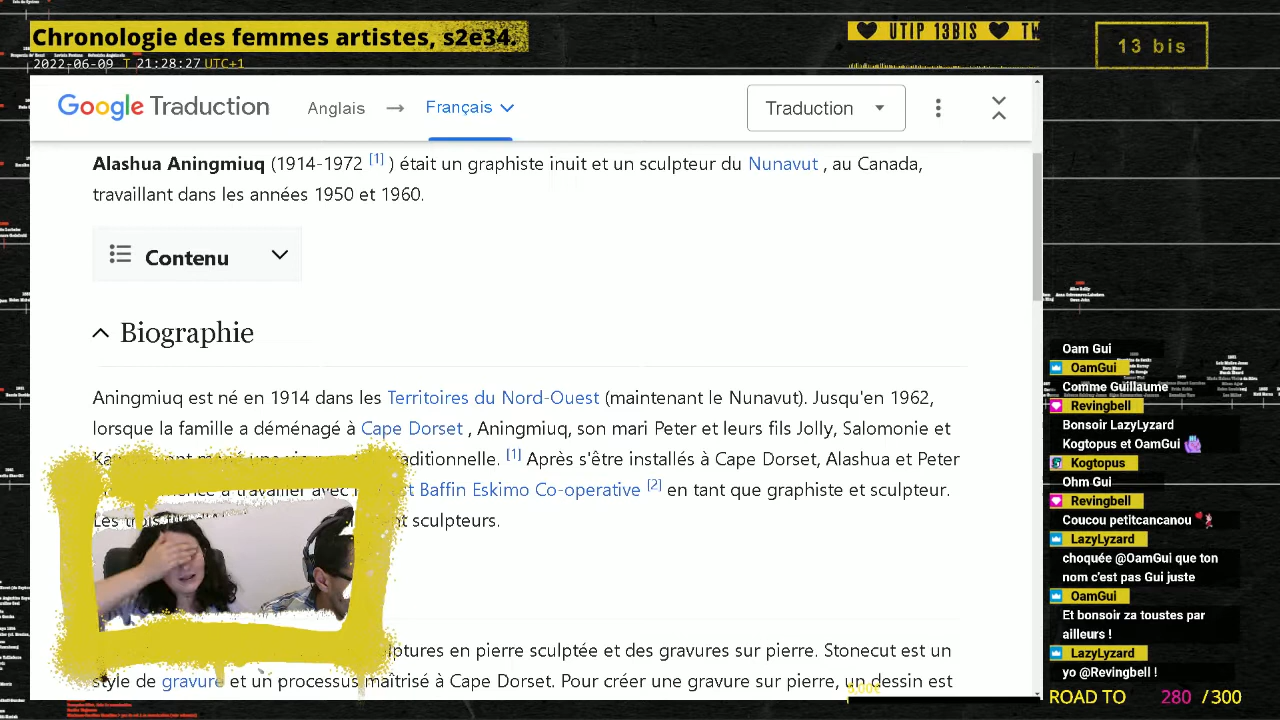 Chronologie des femmes artistes, s2e34.
2022-06-09 T 21:28:27 UTC+1
UTIP 13BIS
13 bis
Google Traduction
Anglais → Français
Traduction
Alashua Aningmiuq (1914-1972 [1] ) était un graphiste inuit et un sculpteur du Nunavut , au Canada,
travaillant dans les années 1950 et 1960.
Contenu
Biographie
Aningmiuq est né en 1914 dans les Territoires du Nord-Ouest (maintenant le Nunavut). Jusqu'en 1962,
lorsque la famille a déménagé à Cape Dorset , Aningmiuq, son mari Peter et leurs fils Jolly, Salomonie et
aditionnelle. [1] Après s'être installés à Cape Dorset, Alashua et Peter
à travailler avec Baffin Eskimo Co-operative [2] en tant que graphiste et sculpteur.
Les trois sculpteurs.
ptures en pierre sculptée et des gravures sur pierre. Stonecut est un
style de gravure et un processus maîtrisé à Cape Dorset. Pour créer une gravure sur pierre, un dessin est
Oam Gui
OamGui
Comme Guillaume
Revingbell
Bonsoir LazyLyzard
Kogtopus et OamGui
Kogtopus
Ohm Gui
Revingbell
Coucou petitcancanou
LazyLyzard
choquée @OamGui que ton
nom c'est pas Gui juste
OamGui
Et bonsoir za toustes par
ailleurs !
LazyLyzard
yo @Revingbell !
ROAD TO 280 /300